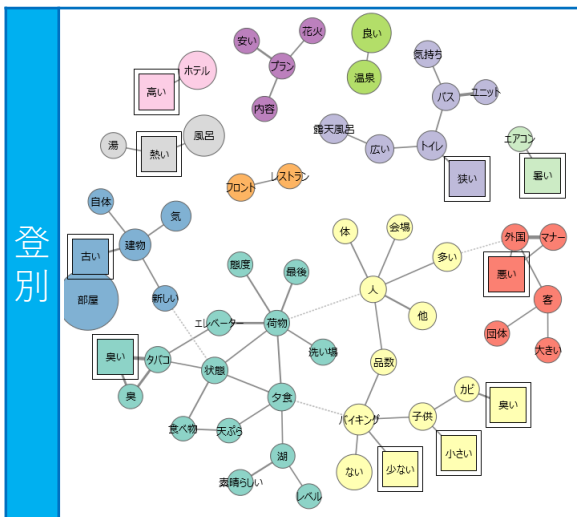 登別
花火
安い
プラン
内容
良い
温泉
気持ち
バス
ユニット
露天風呂
広い
トイレ
狭い
ホテル
高い
風呂
湯
熱い
エアコン
暑い
フロント
レストラン
自体
気
建物
古い
部屋
新しい
体
会場
多い
人
他
外国
マナー
悪い
客
団体
大きい
態度
最後
エレベーター
荷物
洗い場
臭い
タバコ
臭
状態
夕食
食べ物
天ぷら
湖
素晴らしい
レベル
品数
バイキング
子供
カビ
臭い
小さい
少ない
ない